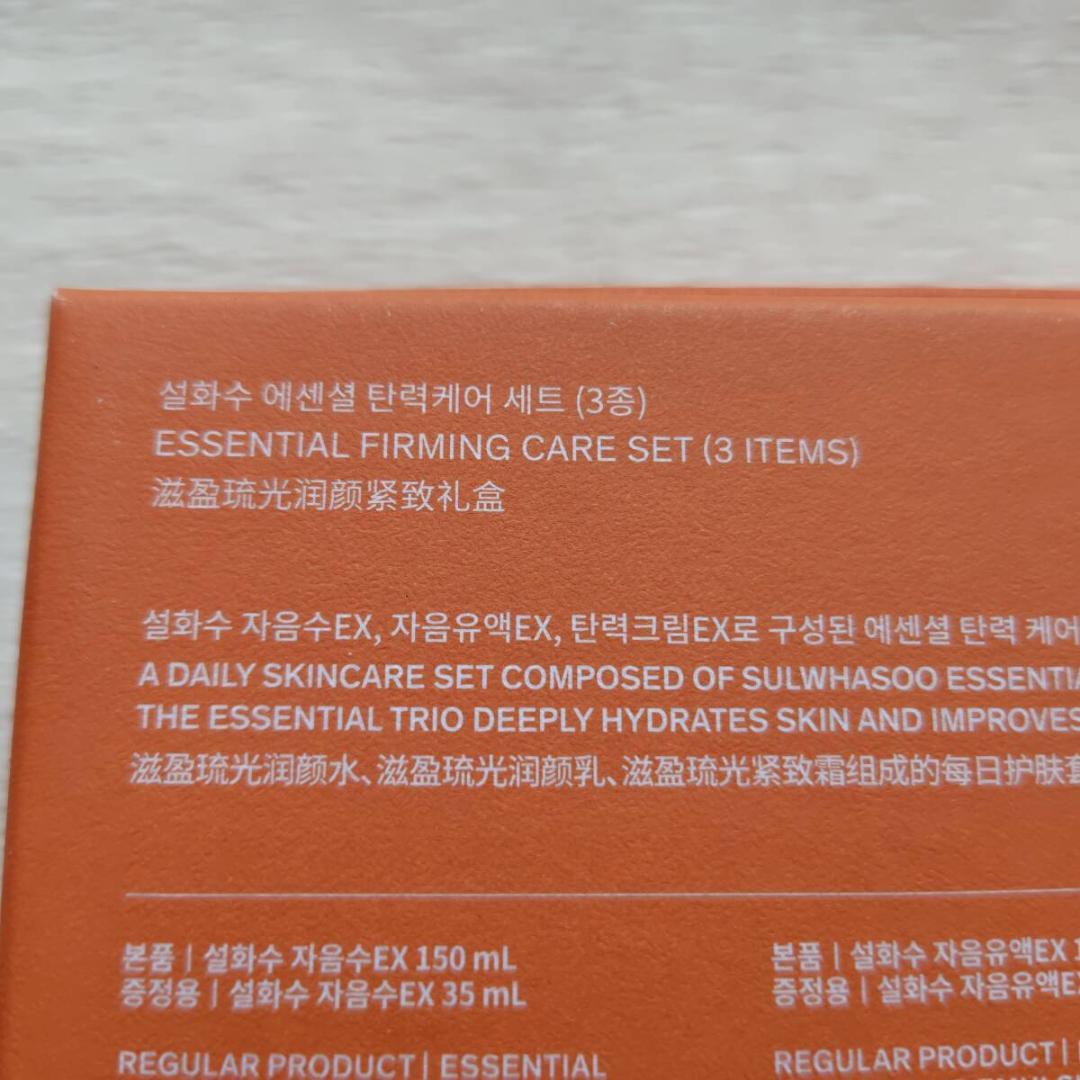 설화수 에센셜 탄력케어 세트 (3종)
ESSENTIAL FIRMING CARE SET (3 ITEMS)
滋盈琉光润颜紧致礼盒
설화수 자음수EX, 자음유액EX, 탄력크림EX로 구성된 에센셜 탄력 케어
A DAILY SKINCARE SET COMPOSED OF SULWHASOO
THE ESSENTIAL TRIO DEEPLY HYDRATES SKIN AND IMPROVES
滋盈琉光润颜水、滋盈琉光润颜乳、滋盈琉光紧致霜组成的每日护肤
본품 | 설화수 자음수EX 150 mL
증정용 | 설화수 자음수EX 35 mL
REGULAR PRODUCT | ESSENTIAL
본품 | 설화수 자음유액EX
증정용 | 설화수 자음유액EX
REGULAR PRODUCT |